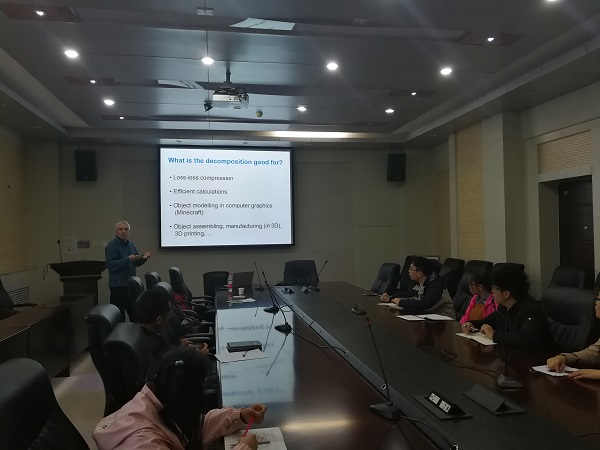 What is the decomposition good for?
• Loss-less compression
• Efficient calculations
• Object modelling in computer graphics
(Minecraft)
• Object assembling, manufacturing (in 3D),
3D printing, ...